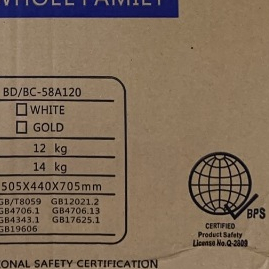 WHOLE FAMILY
BD/BC-58A120
WHITE
GOLD
12 kg
14 kg
505X440X705mm
GB/T8059 GB12021.2
GB4706.1 GB4706.13
GB4343.1 GB17625.1
GB19606
BPS
CERTIFIED
Product Safety
License No.Q-2809
ONAL SAFETY CERTIFICATION